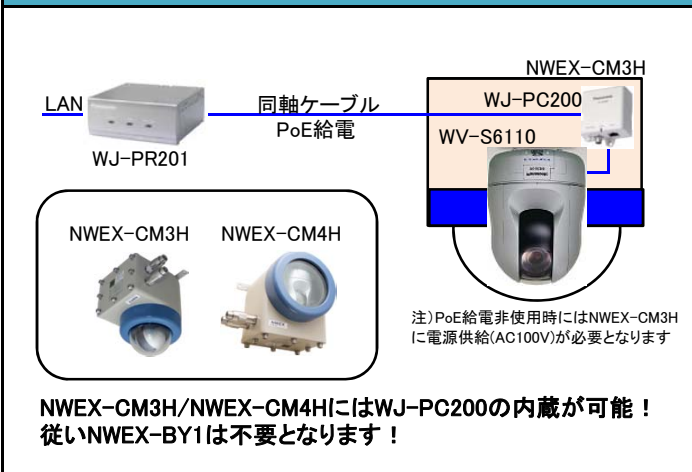 NWEX-CM3H
LAN
同軸ケーブル
WJ-PC200
PoE給電
WV-S6110
WJ-PR201
NWEX-CM3H
NWEX-CM4H
注)PoE給電非使用時にはNWEX-CM3H
に電源供給(AC100V)が必要となります
NWEX-CM3H/NWEX-CM4HにはWJ-PC200の内蔵が可能！
従いNWEX-BY1は不要となります！